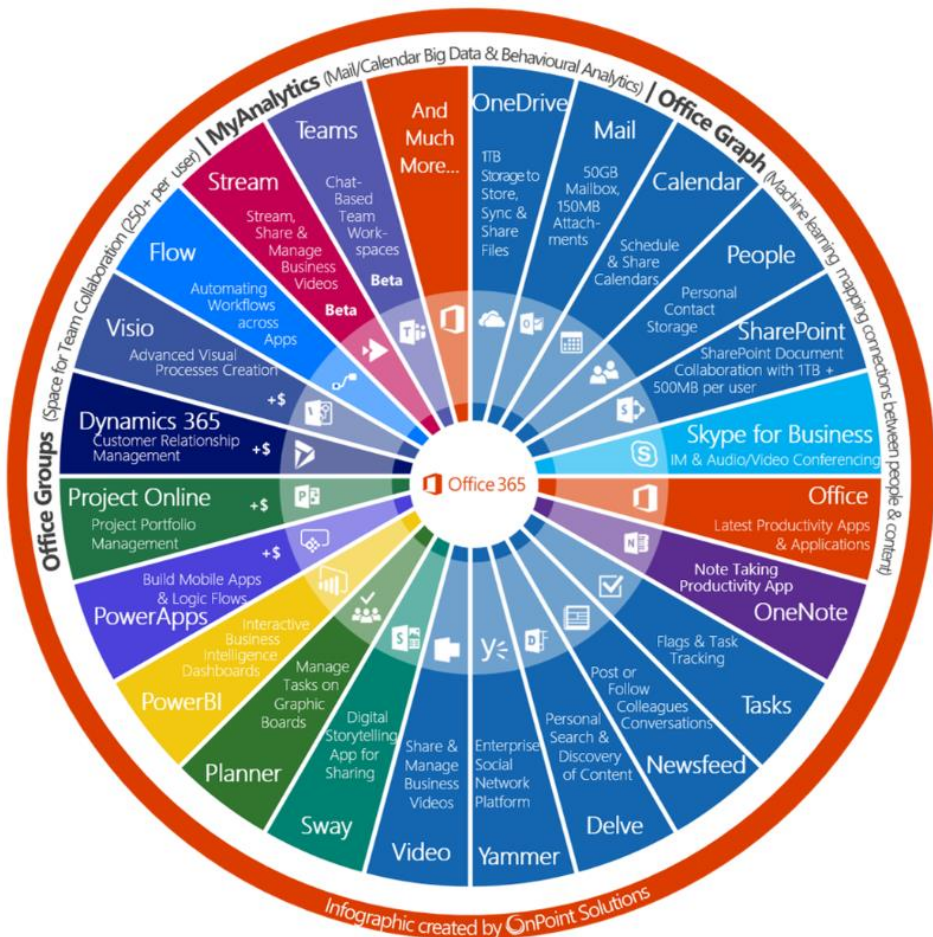 Office Groups (Space for Team Collaboration (250+ per user) | MyAnalytics (Mail/Calendar Big Data & Behavioural Analytics) | Office Graph (Machine learning mapping connections between people & content)
OneDrive
1TB
Storage to
Store,
Sync &
Share
Files
Mail
50GB
Mailbox,
150MB
Attach-
ments
Calendar
Schedule
& Share
Calendars
People
Personal
Contact
Storage
SharePoint
SharePoint Document
Collaboration with 1TB +
500MB per user
Skype for Business
IM & Audio/Video Conferencing
Office
Latest Productivity Apps
& Applications
Note Taking
Productivity App
OneNote
Flags & Task
Tracking
Tasks
Post or
Follow
Colleagues
Conversations
Newsfeed
Personal
Search &
Discovery
of Content
Delve
Enterprise
Social
Network
Platform
Yammer
Share &
Manage
Business
Videos
Video
Digital
Storytelling
App for
Sharing
Sway
Manage
Tasks on
Graphic
Boards
Planner
Interactive
Business
Intelligence
Dashboards
PowerBI
+$
Build Mobile Apps
& Logic Flows
PowerApps
Project Online
+$
Project Portfolio
Management
Dynamics 365
Customer Relationship
Management
+$
Visio
Advanced Visual
Processes Creation
+$
Flow
Automating
Workflows
across
Apps
Stream
Stream,
Share &
Manage
Business
Videos
Beta
Teams
Chat-
Based
Team
Work-
spaces
Beta
And
Much
More...
Office 365
Infographic created by OnPoint Solutions